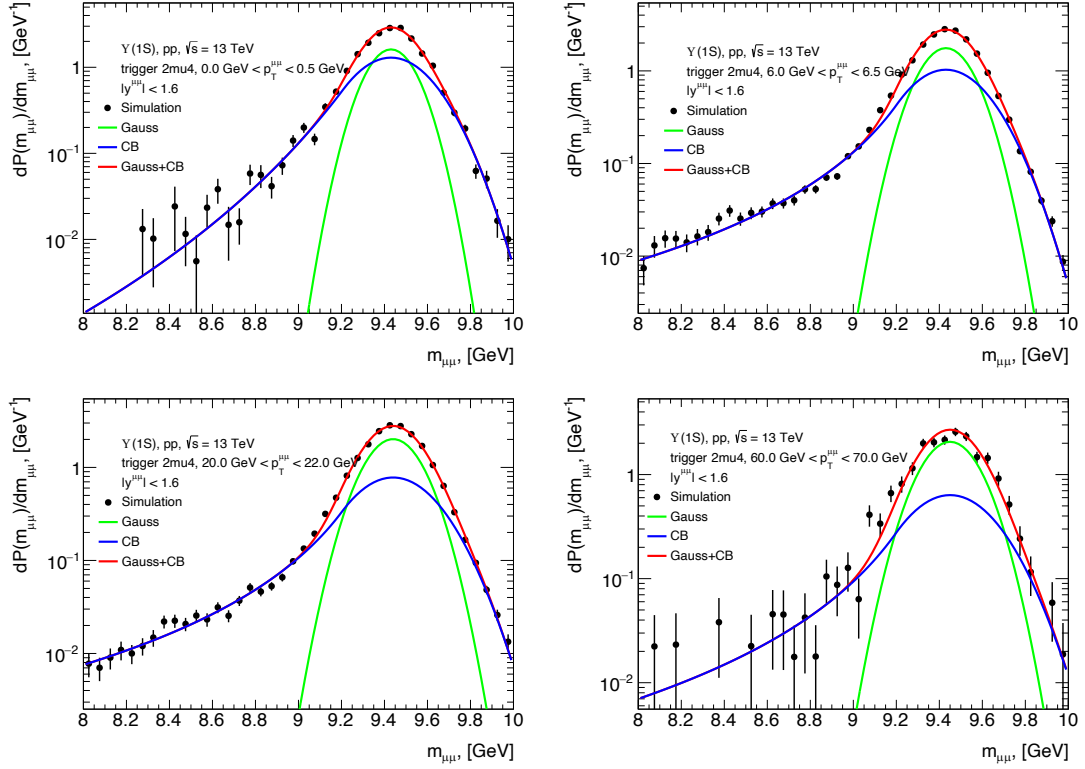 dP(m_μμ)/dm_μμ, [GeV⁻¹]
ϒ(1S), pp, √s = 13 TeV
trigger 2mu4, 0.0 GeV < p_T^μμ < 0.5 GeV
|y^μμ| < 1.6
Simulation
Gauss
CB
Gauss+CB
1
10⁻¹
10⁻²
8 8.2 8.4 8.6 8.8 9 9.2 9.4 9.6 9.8 10
m_μμ, [GeV]
dP(m_μμ)/dm_μμ, [GeV⁻¹]
ϒ(1S), pp, √s = 13 TeV
trigger 2mu4, 6.0 GeV < p_T^μμ < 6.5 GeV
|y^μμ| < 1.6
Simulation
Gauss
CB
Gauss+CB
1
10⁻¹
10⁻²
8 8.2 8.4 8.6 8.8 9 9.2 9.4 9.6 9.8 10
m_μμ, [GeV]
dP(m_μμ)/dm_μμ, [GeV⁻¹]
ϒ(1S), pp, √s = 13 TeV
trigger 2mu4, 20.0 GeV < p_T^μμ < 22.0 GeV
|y^μμ| < 1.6
Simulation
Gauss
CB
Gauss+CB
1
10⁻¹
10⁻²
8 8.2 8.4 8.6 8.8 9 9.2 9.4 9.6 9.8 10
m_μμ, [GeV]
dP(m_μμ)/dm_μμ, [GeV⁻¹]
ϒ(1S), pp, √s = 13 TeV
trigger 2mu4, 60.0 GeV < p_T^μμ < 70.0 GeV
|y^μμ| < 1.6
Simulation
Gauss
CB
Gauss+CB
1
10⁻¹
10⁻²
8 8.2 8.4 8.6 8.8 9 9.2 9.4 9.6 9.8 10
m_μμ, [GeV]